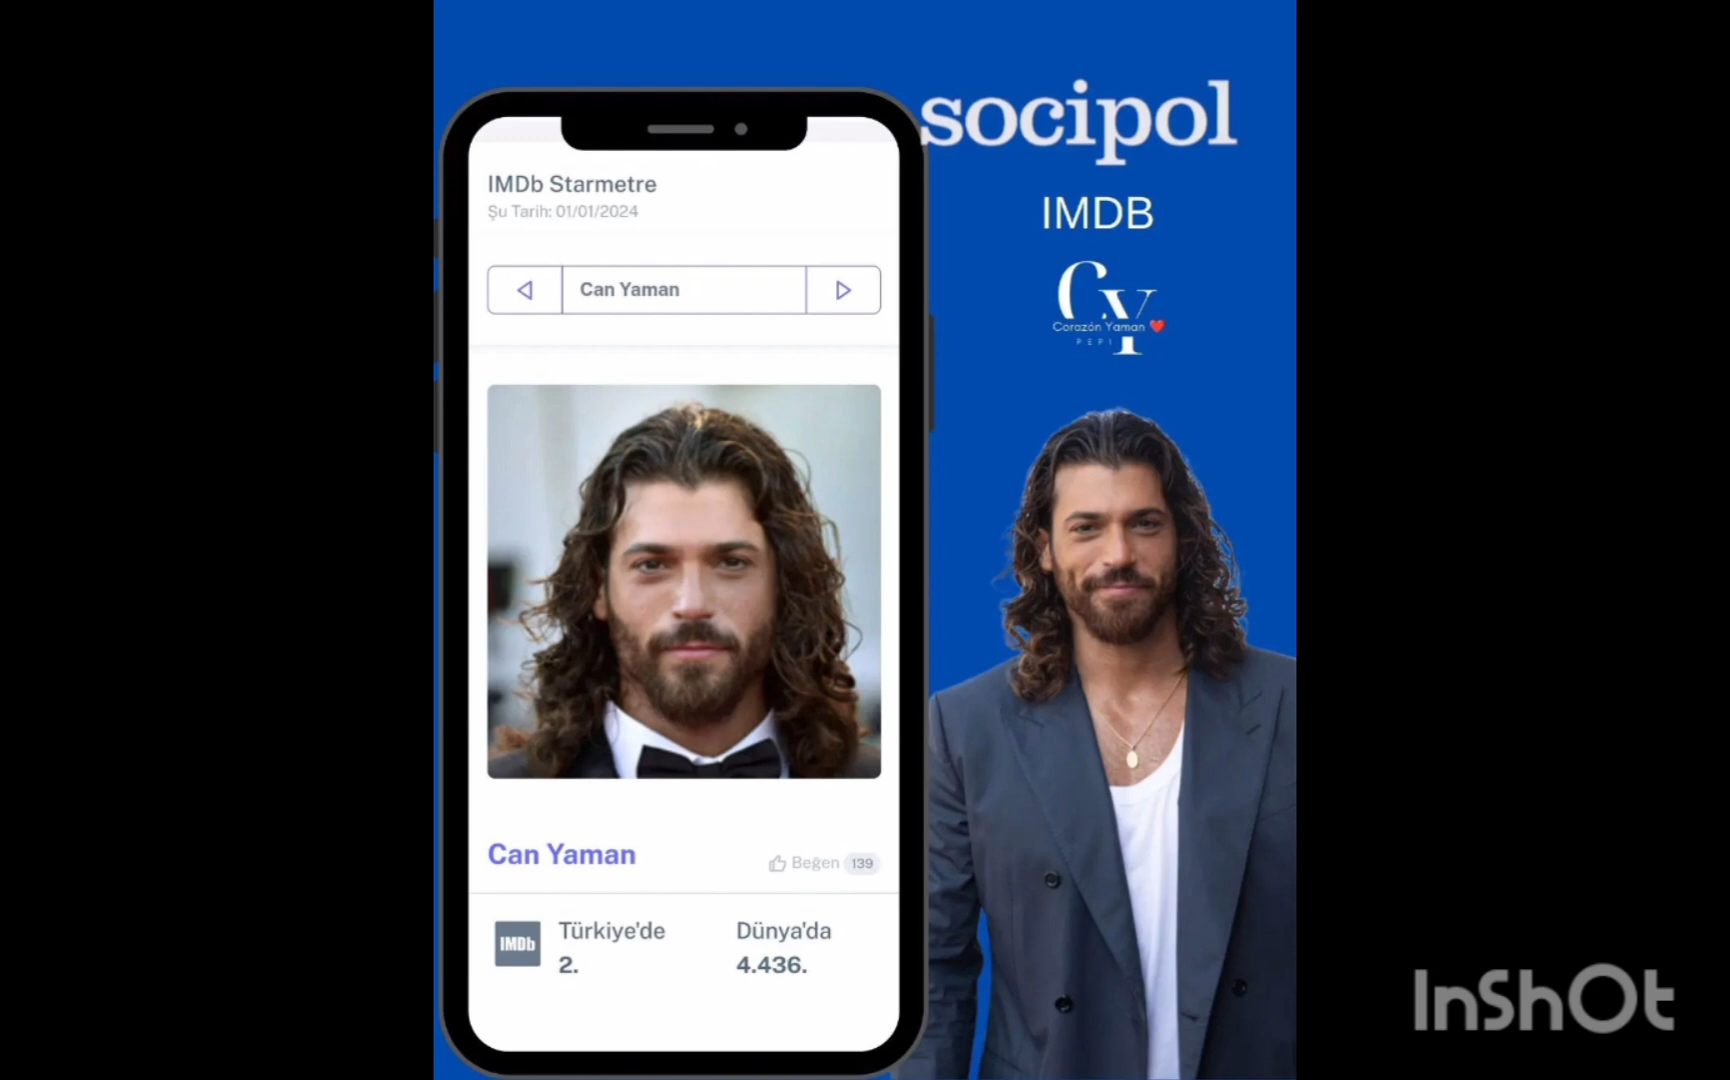 IMDb Starmetre
Şu Tarih: 01/01/2024
Can Yaman
Can Yaman
Beğen 139
IMDb
Türkiye'de
2.
Dünya'da
4.436.
socipol
IMDB
CY
Corazón Yaman ❤️
PEPI
InShOt